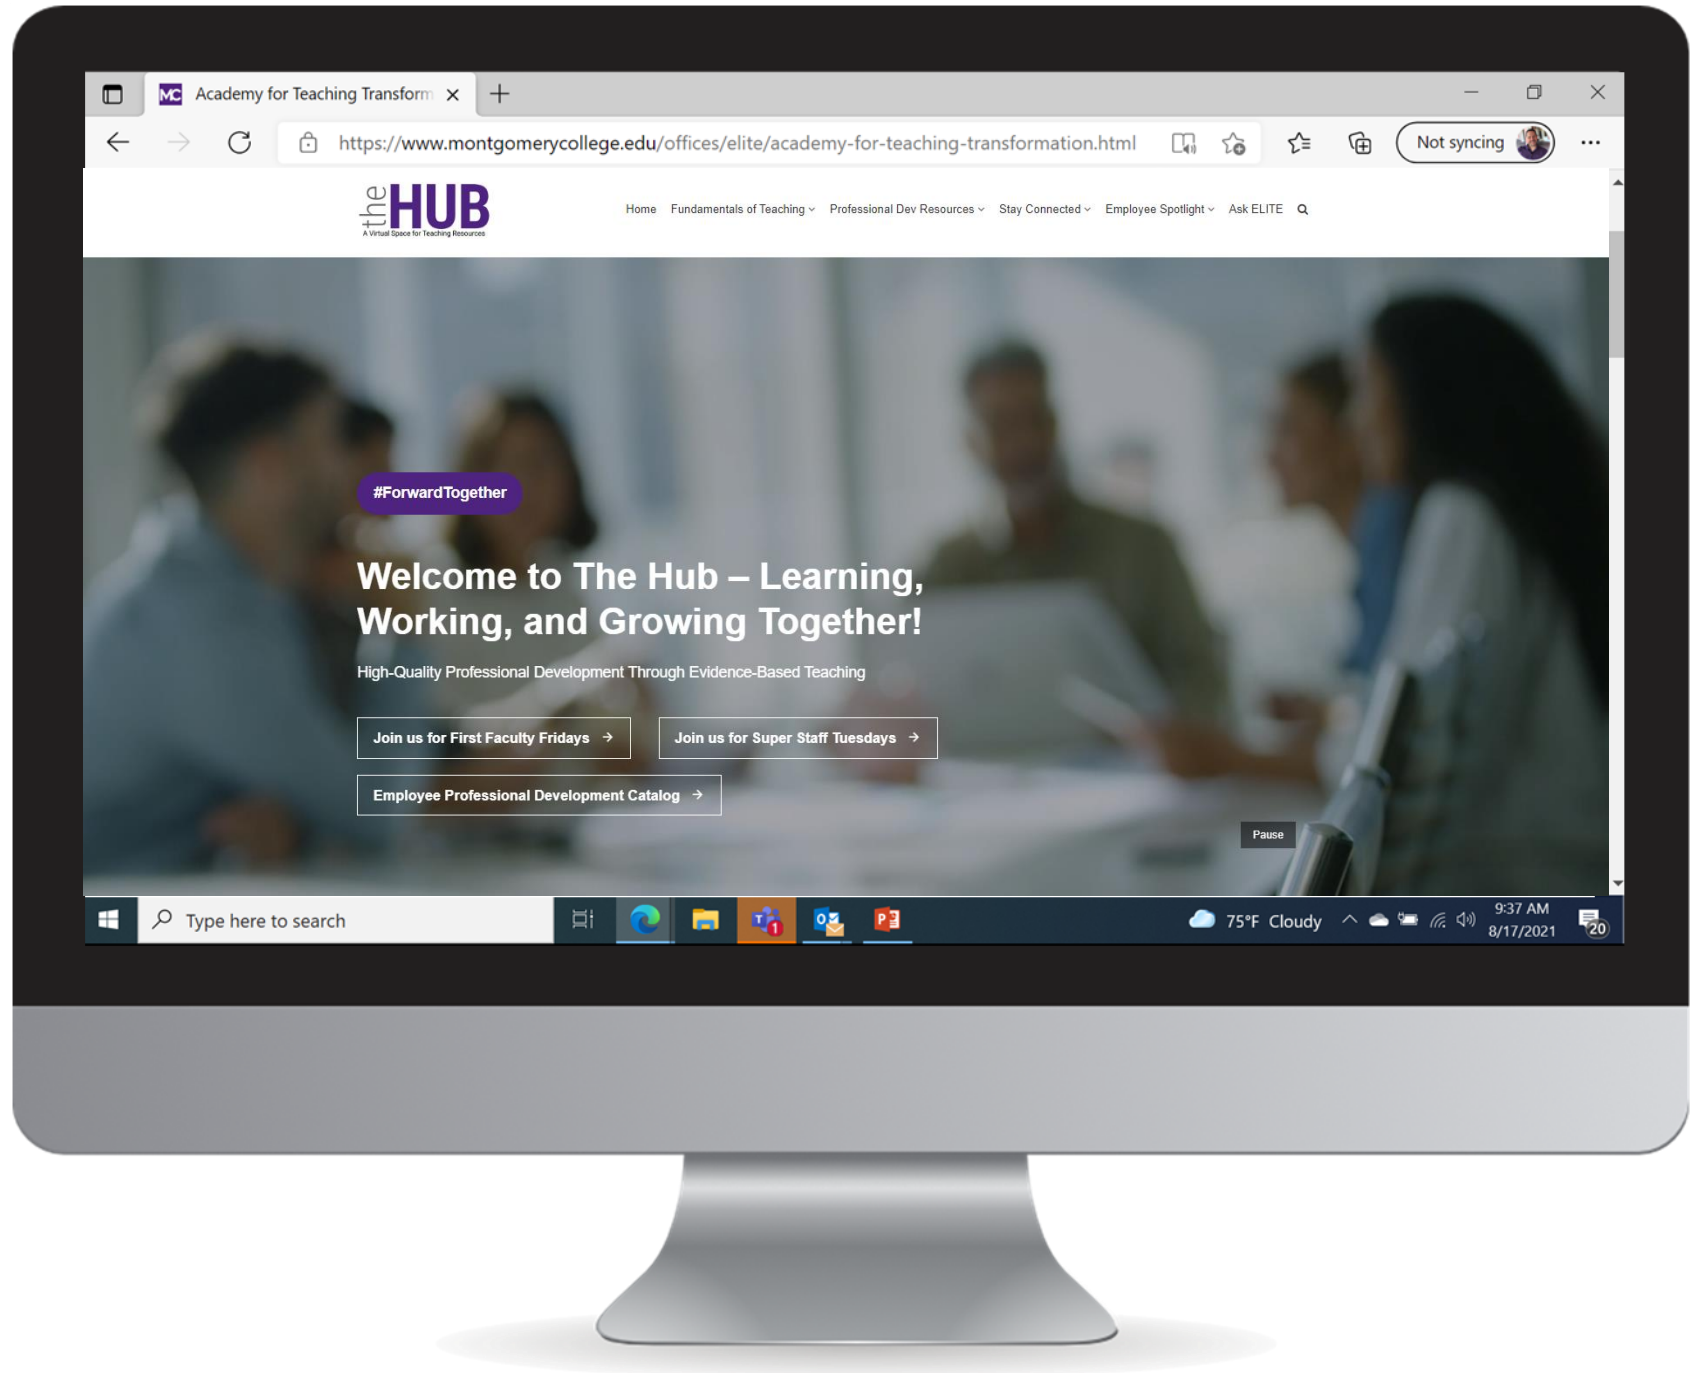 MC Academy for Teaching Transform
https://www.montgomerycollege.edu/offices/elite/academy-for-teaching-transformation.html
Not syncing
the HUB
A Virtual Space for Teaching Resources
Home Fundamentals of Teaching Professional Dev Resources Stay Connected Employee Spotlight Ask ELITE
#ForwardTogether
Welcome to The Hub – Learning,
Working, and Growing Together!
High-Quality Professional Development Through Evidence-Based Teaching
Join us for First Faculty Fridays → Join us for Super Staff Tuesdays →
Employee Professional Development Catalog →
Pause
Type here to search
75°F Cloudy
9:37 AM
8/17/2021
20
1